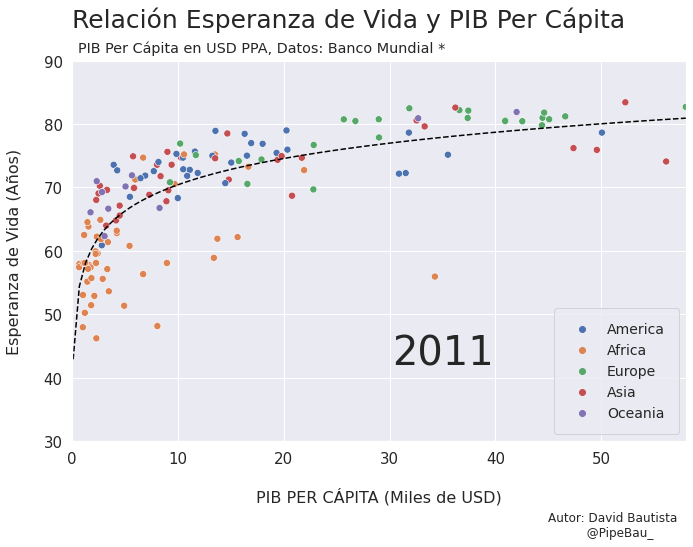 Relación Esperanza de Vida y PIB Per Cápita
PIB Per Cápita en USD PPA, Datos: Banco Mundial *
90
80
70
60
50
40
30
Esperanza de Vida (Años)
2011
America
Africa
Europe
Asia
Oceania
0 10 20 30 40 50
PIB PER CÁPITA (Miles de USD)
Autor: David Bautista
@PipeBau_